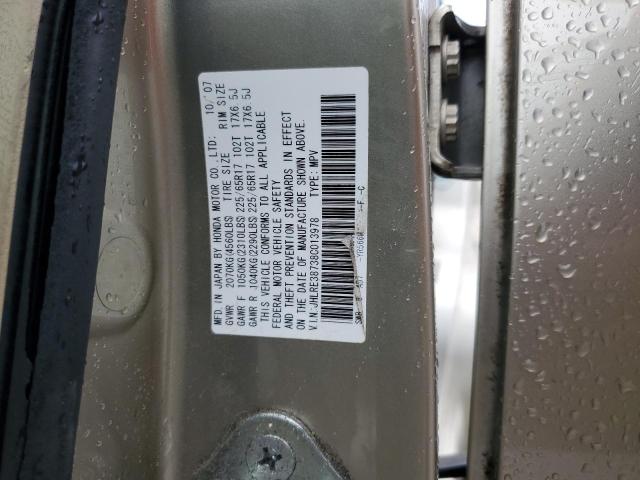 MFD. IN JAPAN BY HONDA MOTOR CO., LTD: 10/'07
GVWR 2070KG(4560LBS) TIRE SIZE RIM SIZE
GAWR F 1050KG(2310LBS) 225/65R17 102T 17X6.5J
GAWR R 1040KG(2290LBS) 225/65R17 102T 17X6.5J
THIS VEHICLE CONFORMS TO ALL APPLICABLE
FEDERAL MOTOR VEHICLE SAFETY
AND THEFT PREVENTION STANDARDS IN EFFECT
ON THE DATE OF MANUFACTURE SHOWN ABOVE.
V.I.N:JHLRE38738C013978 TYPE: MPV